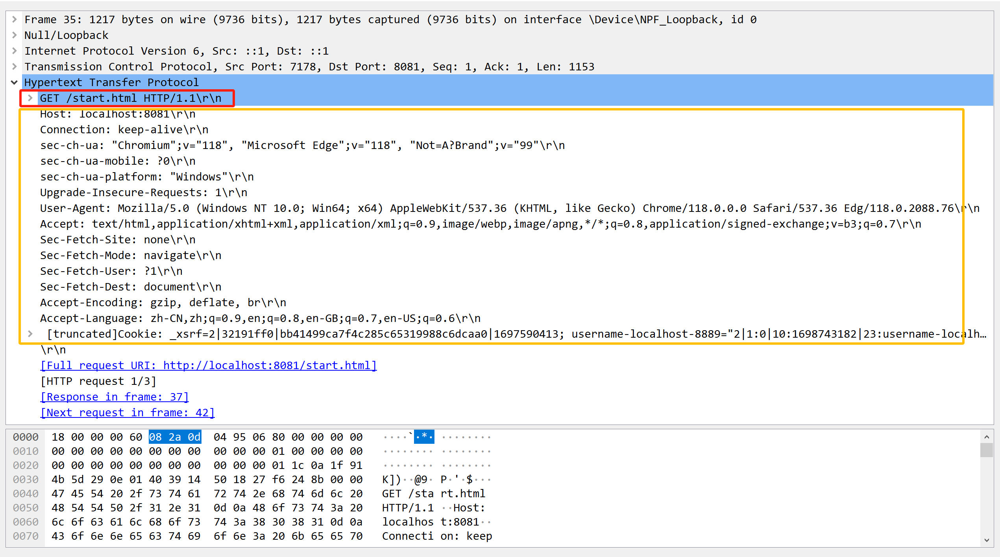 Frame 35: 1217 bytes on wire (9736 bits), 1217 bytes captured (9736 bits) on interface \Device\NPF_Loopback, id 0
Null/Loopback
Internet Protocol Version 6, Src: ::1, Dst: ::1
Transmission Control Protocol, Src Port: 7178, Dst Port: 8081, Seq: 1, Ack: 1, Len: 1153
Hypertext Transfer Protocol
GET /start.html HTTP/1.1\r\n
Host: localhost:8081\r\n
Connection: keep-alive\r\n
sec-ch-ua: "Chromium";v="118", "Microsoft Edge";v="118", "Not=A?Brand";v="99"\r\n
sec-ch-ua-mobile: ?0\r\n
sec-ch-ua-platform: "Windows"\r\n
Upgrade-Insecure-Requests: 1\r\n
User-Agent: Mozilla/5.0 (Windows NT 10.0; Win64; x64) AppleWebKit/537.36 (KHTML, like Gecko) Chrome/118.0.0.0 Safari/537.36 Edg/118.0.2088.76\r\n
Accept: text/html,application/xhtml+xml,application/xml;q=0.9,image/webp,image/apng,*/*;q=0.8,application/signed-exchange;v=b3;q=0.7\r\n
Sec-Fetch-Site: none\r\n
Sec-Fetch-Mode: navigate\r\n
Sec-Fetch-User: ?1\r\n
Sec-Fetch-Dest: document\r\n
Accept-Encoding: gzip, deflate, br\r\n
Accept-Language: zh-CN,zh;q=0.9,en;q=0.8,en-GB;q=0.7,en-US;q=0.6\r\n
[truncated]Cookie: _xsrf=2|32191ff0|bb41499ca7f4c285c65319988c6dcaa0|1697590413; username-localhost-8889="2|1:0|10:1698743182|23:username-localh…
\r\n
[Full request URI: http://localhost:8081/start.html]
[HTTP request 1/3]
[Response in frame: 37]
[Next request in frame: 42]
0000 18 00 00 00 60 08 2a 0d 04 95 06 80 00 00 00 00 ····`·*· ········
0010 00 00 00 00 00 00 00 00 00 00 00 01 00 00 00 00 ········ ········
0020 00 00 00 00 00 00 00 00 00 00 00 01 1c 0a 1f 91 ········ ········
0030 4b 5d 29 0e 01 40 39 14 50 18 27 f6 24 8b 00 00 K])··@9· P·'·$···
0040 47 45 54 20 2f 73 74 61 72 74 2e 68 74 6d 6c 20 GET /sta rt.html
0050 48 54 54 50 2f 31 2e 31 0d 0a 48 6f 73 74 3a 20 HTTP/1.1 ··Host:
0060 6c 6f 63 61 6c 68 6f 73 74 3a 38 30 38 31 0d 0a localhos t:8081··
0070 43 6f 6e 6e 65 63 74 69 6f 6e 3a 20 6b 65 65 70 Connecti on: keep